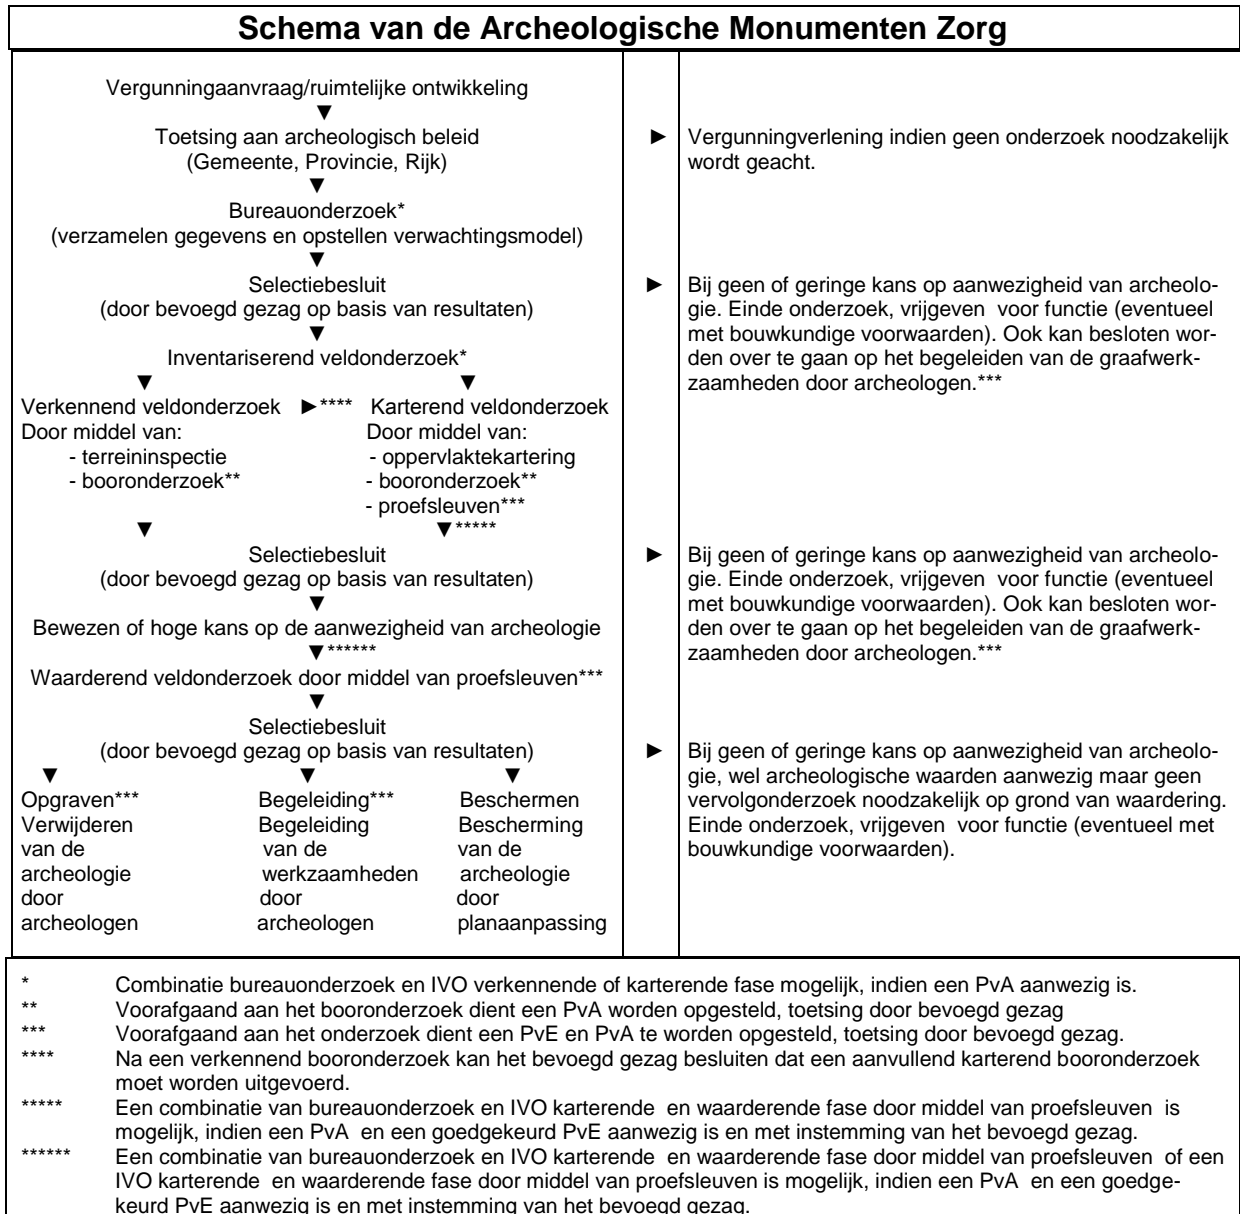 Schema van de Archeologische Monumenten Zorg
Vergunningaanvraag/ruimtelijke ontwikkeling
▼
Toetsing aan archeologisch beleid
(Gemeente, Provincie, Rijk)
► Vergunningverlening indien geen onderzoek noodzakelijk
wordt geacht.
▼
Bureauonderzoek*
(verzamelen gegevens en opstellen verwachtingsmodel)
▼
Selectiebesluit
(door bevoegd gezag op basis van resultaten)
► Bij geen of geringe kans op aanwezigheid van archeolo-
gie. Einde onderzoek, vrijgeven voor functie (eventueel
met bouwkundige voorwaarden). Ook kan besloten wor-
den over te gaan op het begeleiden van de graafwerk-
zaamheden door archeologen.***
▼
Inventariserend veldonderzoek*
▼ ▼
Verkennend veldonderzoek ►**** Karterend veldonderzoek
Door middel van: Door middel van:
- terreininspectie - oppervlaktekartering
- booronderzoek** - booronderzoek**
- proefsleuven***
▼ ▼*****
Selectiebesluit
(door bevoegd gezag op basis van resultaten)
► Bij geen of geringe kans op aanwezigheid van archeolo-
gie. Einde onderzoek, vrijgeven voor functie (eventueel
met bouwkundige voorwaarden). Ook kan besloten wor-
den over te gaan op het begeleiden van de graafwerk-
zaamheden door archeologen.***
▼
Bewezen of hoge kans op de aanwezigheid van archeologie
▼******
Waarderend veldonderzoek door middel van proefsleuven***
▼
Selectiebesluit
(door bevoegd gezag op basis van resultaten)
► Bij geen of geringe kans op aanwezigheid van archeolo-
gie, wel archeologische waarden aanwezig maar geen
vervolgonderzoek noodzakelijk op grond van waardering.
Einde onderzoek, vrijgeven voor functie (eventueel met
bouwkundige voorwaarden).
▼ ▼ ▼
Opgraven*** Begeleiding*** Beschermen
Verwijderen Begeleiding Bescherming
van de van de van de
archeologie werkzaamheden archeologie
door door door
archeologen archeologen planaanpassing
* Combinatie bureauonderzoek en IVO verkennende of karterende fase mogelijk, indien een PvA aanwezig is.
** Voorafgaand aan het booronderzoek dient een PvA worden opgesteld, toetsing door bevoegd gezag
*** Voorafgaand aan het onderzoek dient een PvE en PvA te worden opgesteld, toetsing door bevoegd gezag.
**** Na een verkennend booronderzoek kan het bevoegd gezag besluiten dat een aanvullend karterend booronderzoek
moet worden uitgevoerd.
***** Een combinatie van bureauonderzoek en IVO karterende en waarderende fase door middel van proefsleuven is
mogelijk, indien een PvA en een goedgekeurd PvE aanwezig is en met instemming van het bevoegd gezag.
****** Een combinatie van bureauonderzoek en IVO karterende en waarderende fase door middel van proefsleuven of een
IVO karterende en waarderende fase door middel van proefsleuven is mogelijk, indien een PvA en een goedge-
keurd PvE aanwezig is en met instemming van het bevoegd gezag.